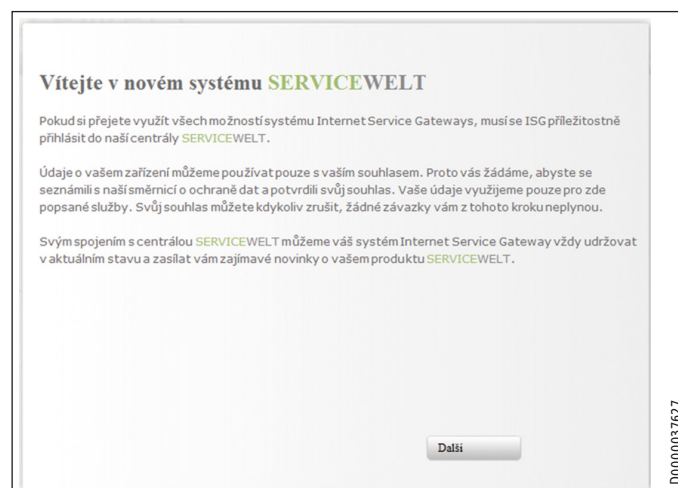 Vítejte v novém systému SERVICEWELT
Pokud si přejete využít všech možností systému Internet Service Gateways, musí se ISG příležitostně
přihlásit do naší centrály SERVICEWELT.
Údaje o vašem zařízení můžeme používat pouze s vaším souhlasem. Proto vás žádáme, abyste se
seznámili s naší směrnicí o ochraně dat a potvrdili svůj souhlas. Vaše údaje využijeme pouze pro zde
popsané služby. Svůj souhlas můžete kdykoliv zrušit, žádné závazky vám z tohoto kroku neplynou.
Svým spojením s centrálou SERVICEWELT můžeme váš systém Internet Service Gateway vždy udržovat
v aktuálním stavu a zasílat vám zajímavé novinky o vašem produktu SERVICEWELT.
Další
D0000037627